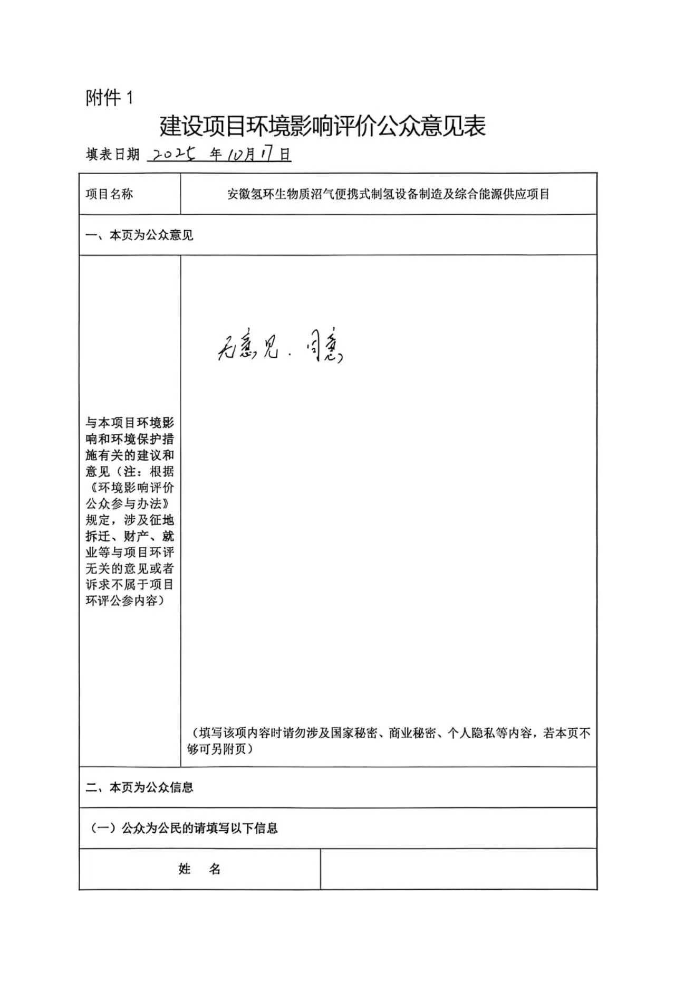 附件 1
建设项目环境影响评价公众意见表
填表日期 2025 年 10月 17 日
项目名称
安徽氢环生物质沼气便携式制氢设备制造及综合能源供应项目
一、本页为公众意见
无意见. 同意
与本项目环境影
响和环境保护措
施有关的建议和
意见（注：根据
《环境影响评价
公众参与办法》
规定，涉及征地
拆迁、财产、就
业等与项目环评
无关的意见或者
诉求不属于项目
环评公参内容）
（填写该项内容时请勿涉及国家秘密、商业秘密、个人隐私等内容，若本页不
够可另附页）
二、本页为公众信息
（一）公众为公民的请填写以下信息
姓 名